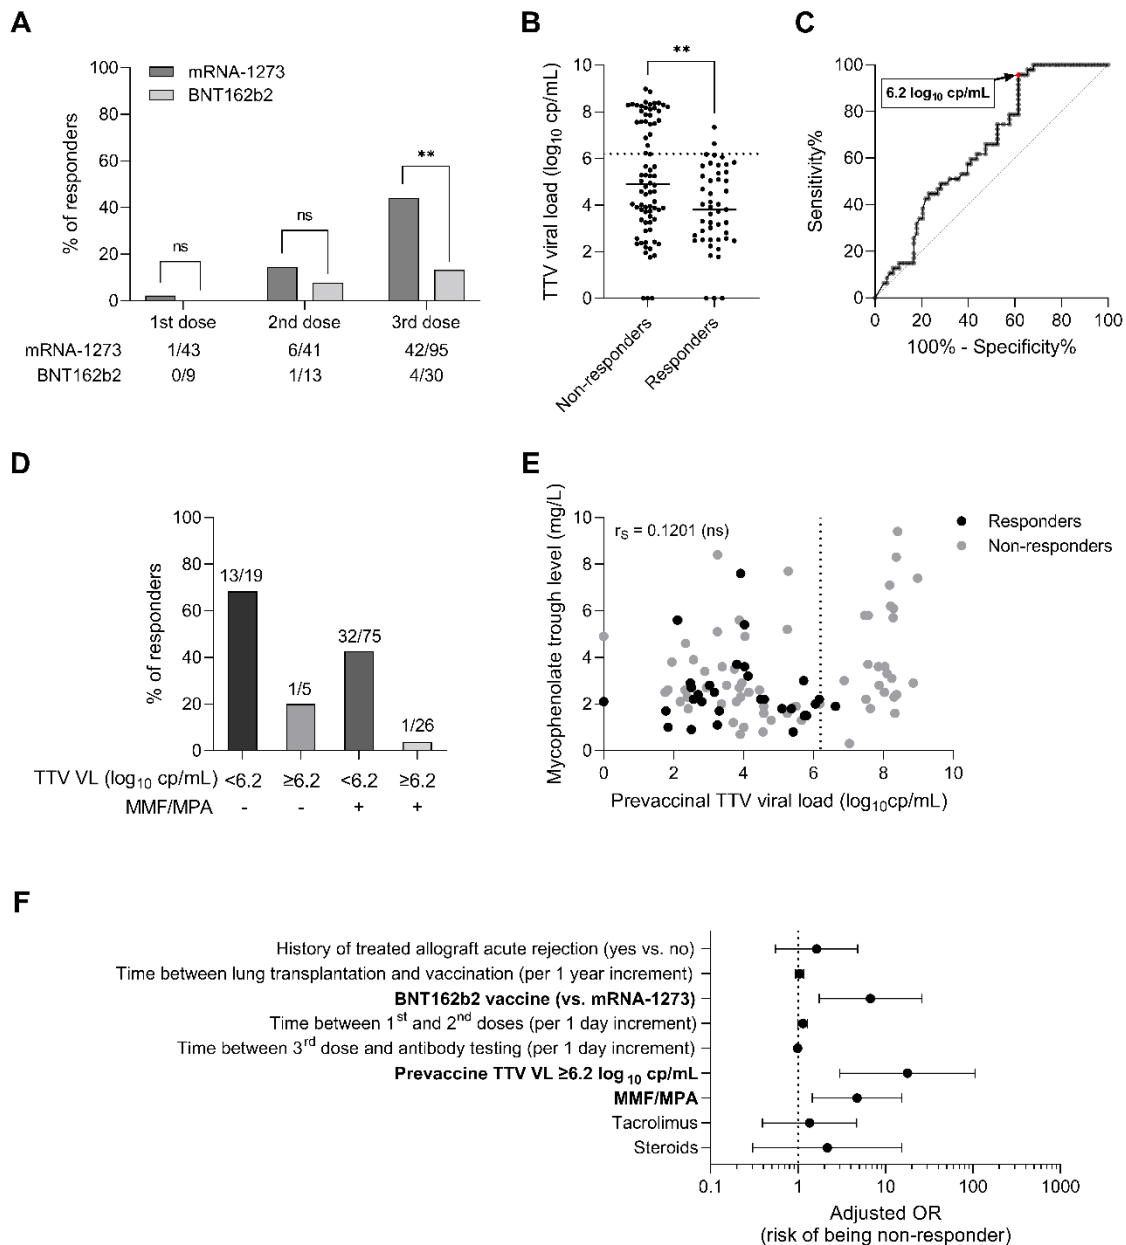 A
mRNA-1273
BNT162b2
% of responders
100
80
60
40
20
0
ns
ns
**
1st dose 2nd dose 3rd dose
mRNA-1273 1/43 6/41 42/95
BNT162b2 0/9 1/13 4/30
B
**
TTV viral load (log10 cp/mL)
10
8
6
4
2
0
Non-responders
Responders
C
Sensitivity%
100
80
60
40
20
0
6.2 log10 cp/mL
0 20 40 60 80 100
100% - Specificity%
D
% of responders
100
80
60
40
20
0
13/19
1/5
32/75
1/26
TTV VL (log10 cp/mL) <6.2 ≥6.2 <6.2 ≥6.2
MMF/MPA - - + +
E
Mycophenolate trough level (mg/L)
10
8
6
4
2
0
rS = 0.1201 (ns)
Responders
Non-responders
0 2 4 6 8 10
Prevaccinal TTV viral load (log10cp/mL)
F
History of treated allograft acute rejection (yes vs. no)
Time between lung transplantation and vaccination (per 1 year increment)
BNT162b2 vaccine (vs. mRNA-1273)
Time between 1st and 2nd doses (per 1 day increment)
Time between 3rd dose and antibody testing (per 1 day increment)
Prevaccine TTV VL ≥6.2 log10 cp/mL
MMF/MPA
Tacrolimus
Steroids
0.1 1 10 100 1000
Adjusted OR
(risk of being non-responder)